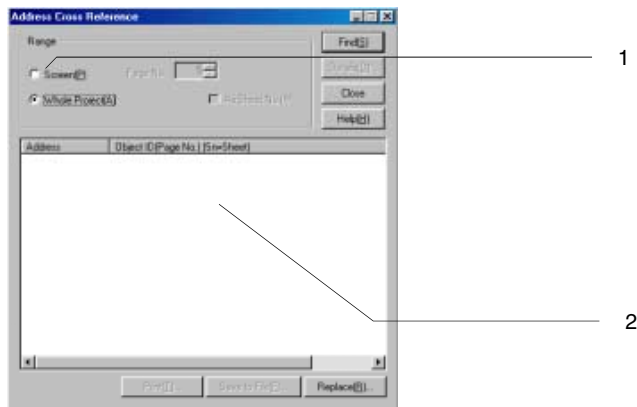 Address Cross Reference
Range
Find(S)
1
Screen(P)
Page No.
Close
Whole Project(A)
Help(H)
Address Object ID(Page No.) (Sn=Sheet)
2
Print(I)... Save to File(F)... Replace(R)...